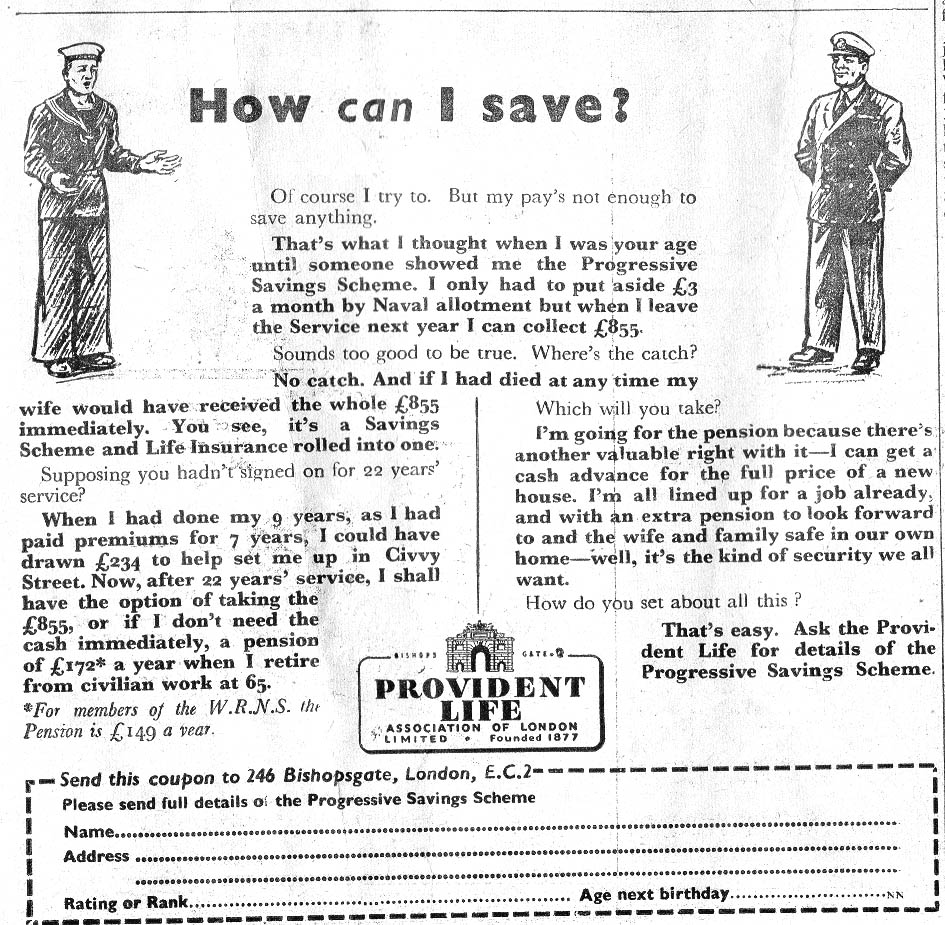 How can I save?
Of course I try to. But my pay's not enough to
save anything.
That's what I thought when I was your age
until someone showed me the Progressive
Savings Scheme. I only had to put aside £3
a month by Naval allotment but when I leave
the Service next year I can collect £855.
Sounds too good to be true. Where's the catch?
No catch. And if I had died at any time my
wife would have received the whole £855
immediately. You see, it's a Savings
Scheme and Life Insurance rolled into one.
Supposing you hadn't signed on for 22 years'
service?
When I had done my 9 years, as I had
paid premiums for 7 years, I could have
drawn £234 to help set me up in Civvy
Street. Now, after 22 years' service, I shall
have the option of taking the
£855, or if I don't need the
cash immediately, a pension
of £172* a year when I retire
from civilian work at 65.
*For members of the W.R.N.S. the
Pension is £149 a year.
Which will you take?
I'm going for the pension because there's
another valuable right with it—I can get a
cash advance for the full price of a new
house. I'm all lined up for a job already,
and with an extra pension to look forward
to and the wife and family safe in our own
home—well, it's the kind of security we all
want.
How do you set about all this ?
That's easy. Ask the Provi-
dent Life for details of the
Progressive Savings Scheme.
BISHOPS GATE
PROVIDENT
LIFE
ASSOCIATION OF LONDON
LIMITED • Founded 1877
Send this coupon to 246 Bishopsgate, London, E.C.2
Please send full details of the Progressive Savings Scheme
Name
Address
Rating or Rank Age next birthday NN